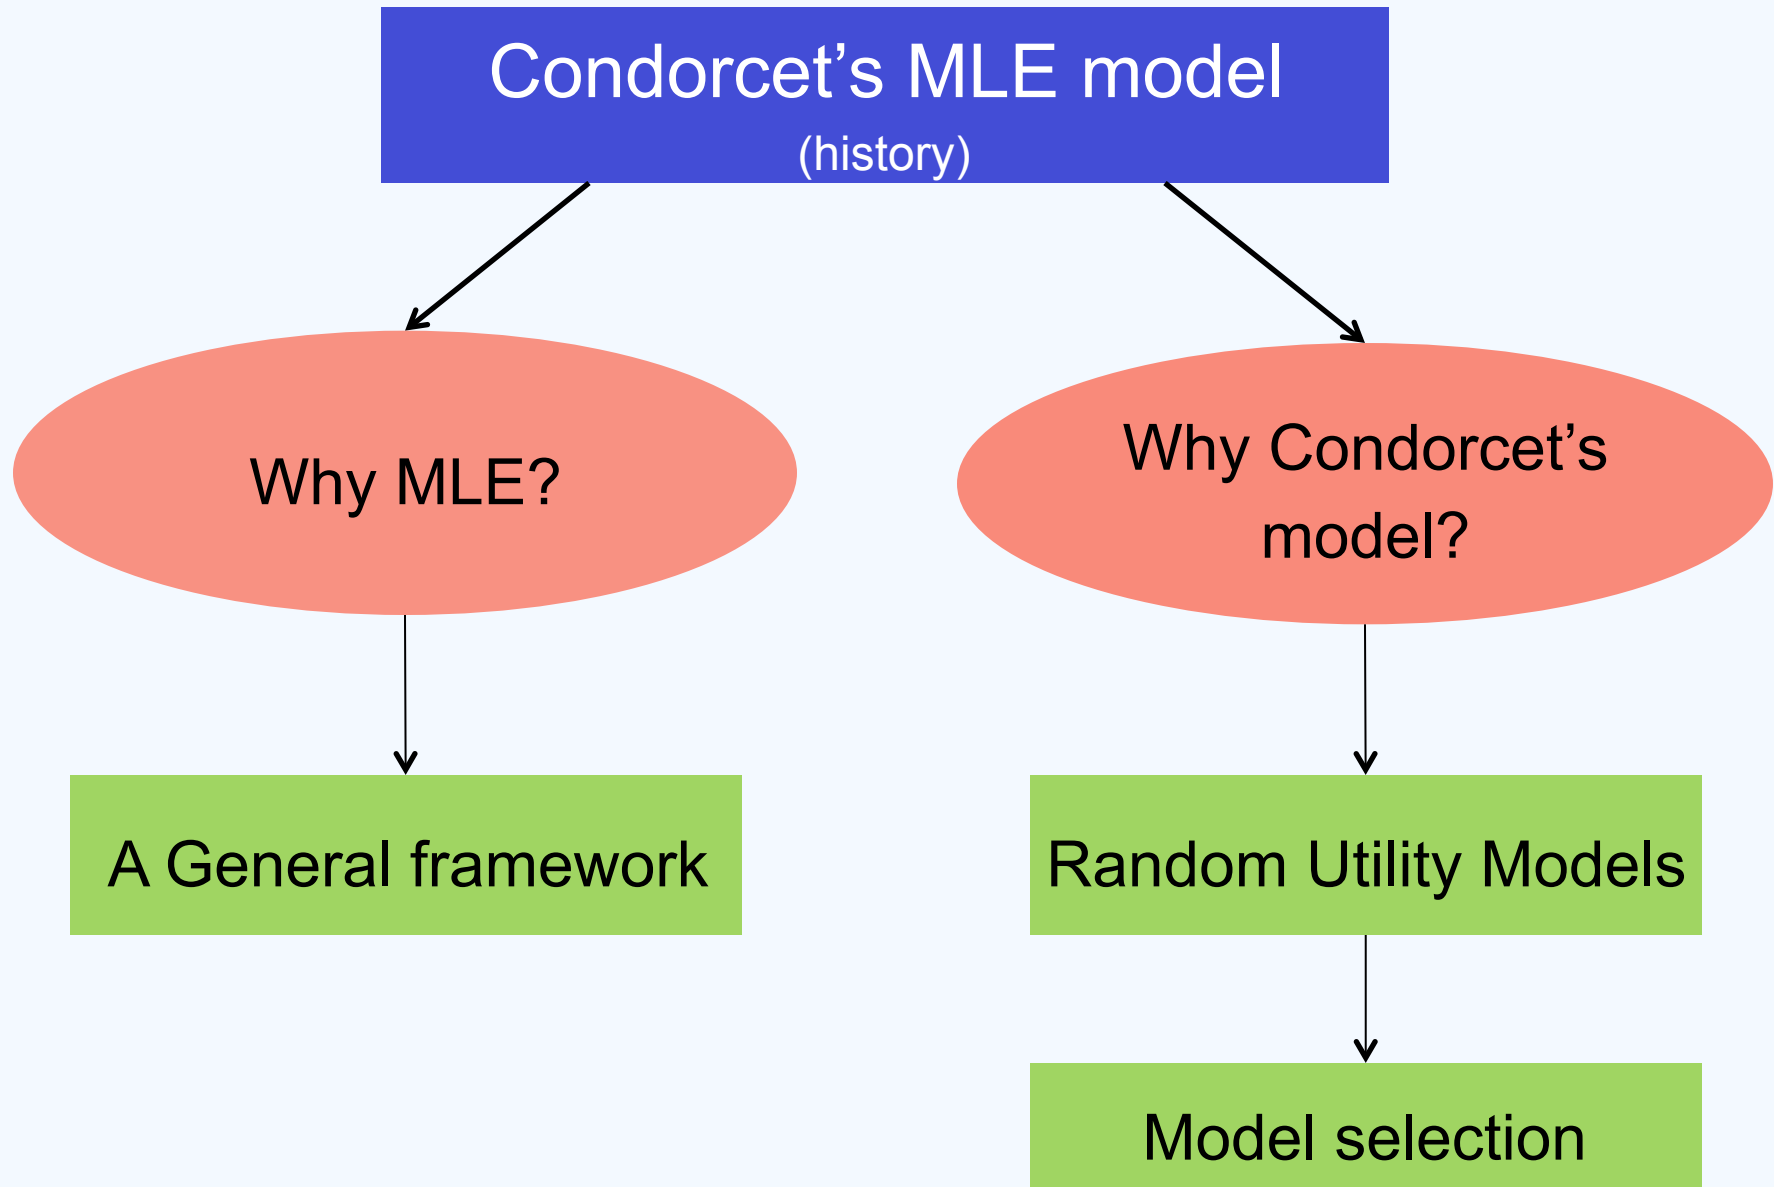 Condorcet’s MLE model
(history)
Why MLE?
Why Condorcet’s
model?
A General framework
Random Utility Models
Model selection